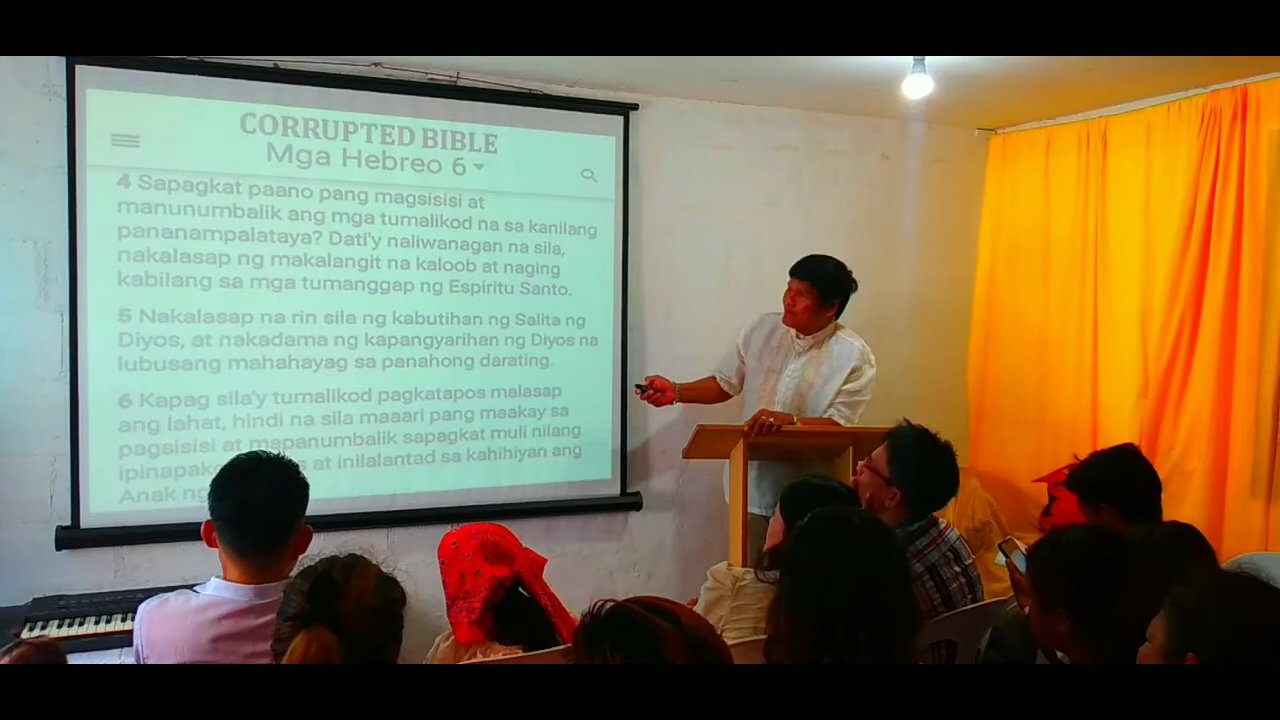 CORRUPTED BIBLE
Mga Hebreo 6
4 Sapagkat paano pang magsisisi at
manunumbalik ang mga tumalikod na sa kanilang
pananampalataya? Dati'y naliwanagan na sila,
nakalasap ng makalangit na kaloob at naging
kabilang sa mga tumanggap ng Espiritu Santo.
5 Nakalasap na rin sila ng kabutihan ng Salita ng
Diyos, at nakadama ng kapangyarihan ng Diyos na
lubusang mahahayag sa panahong darating.
6 Kapag sila'y tumalikod pagkatapos malasap
ang lahat, hindi na sila maaari pang maakay sa
pagsisisi at mapanumbalik sapagkat muli nilang
at inilalantad sa kahihiyan ang
Anak ng